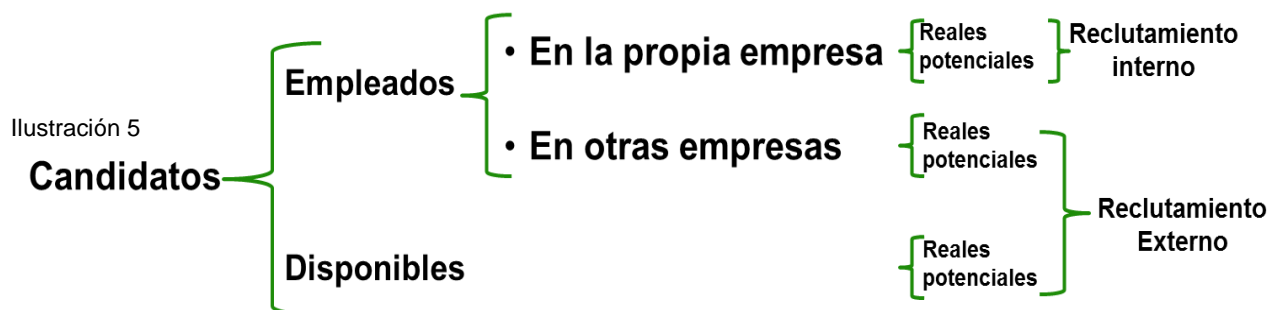 Ilustración 5
Candidatos
Empleados
• En la propia empresa
Reales
potenciales
Reclutamiento
interno
• En otras empresas
Reales
potenciales
Disponibles
Reales
potenciales
Reclutamiento
Externo